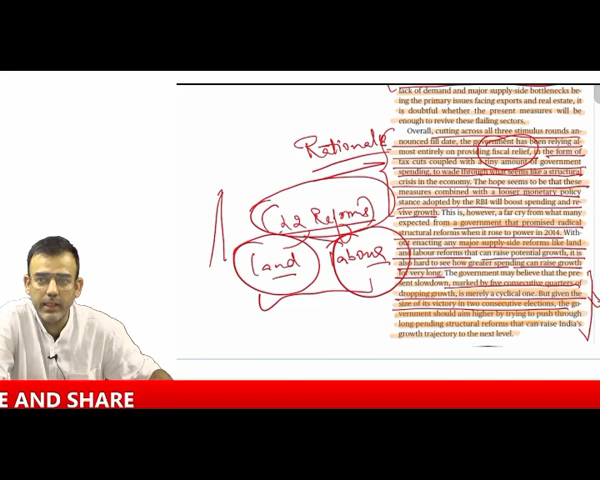 lack of demand and major supply-side bottlenecks be-
ing the primary issues facing exports and real estate, it
is doubtful whether the present measures will be
enough to revive these flailing sectors.
Overall, cutting across all three stimulus rounds an-
nounced till date, the government has been relying al-
most entirely on providing fiscal relief, in the form of
tax cuts coupled with a tiny amount of government
spending, to wade through what seems like a structural
crisis in the economy. The hope seems to be that these
measures combined with a looser monetary policy
stance adopted by the RBI will boost spending and re-
vive growth. This is, however, a far cry from what many
expected from a government that promised radical
structural reforms when it rose to power in 2014. With-
out enacting any major supply-side reforms like land
and labour reforms that can raise potential growth, it is
also hard to see how greater spending can raise growth
for very long. The government may believe that the pre-
sent slowdown, marked by five consecutive quarters of
dropping growth, is merely a cyclical one. But given the
size of its victory in two consecutive elections, the go-
vernment should aim higher by trying to push through
long-pending structural reforms that can raise India's
growth trajectory to the next level.
Rationale
Reforms
Land
Labour
E AND SHARE